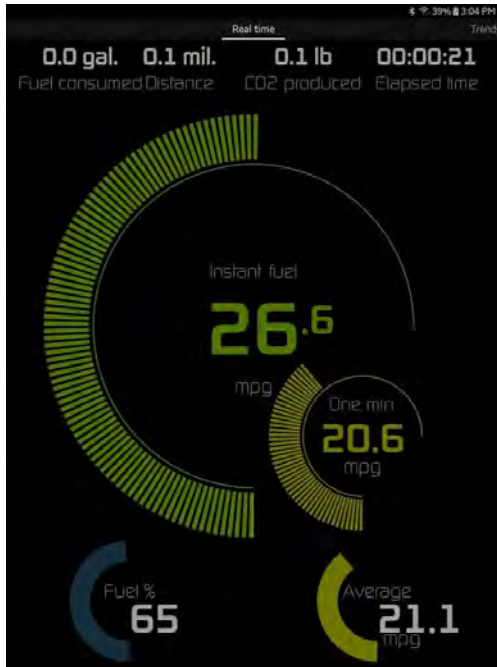 39% 3:04 PM
Real time
Trend
0.0 gal. 0.1 mil. 0.1 lb 00:00:21
Fuel consumed Distance CO2 produced Elapsed time
Instant fuel
26.6
mpg
One min
20.6
mpg
Fuel %
65
Average
21.1
mpg